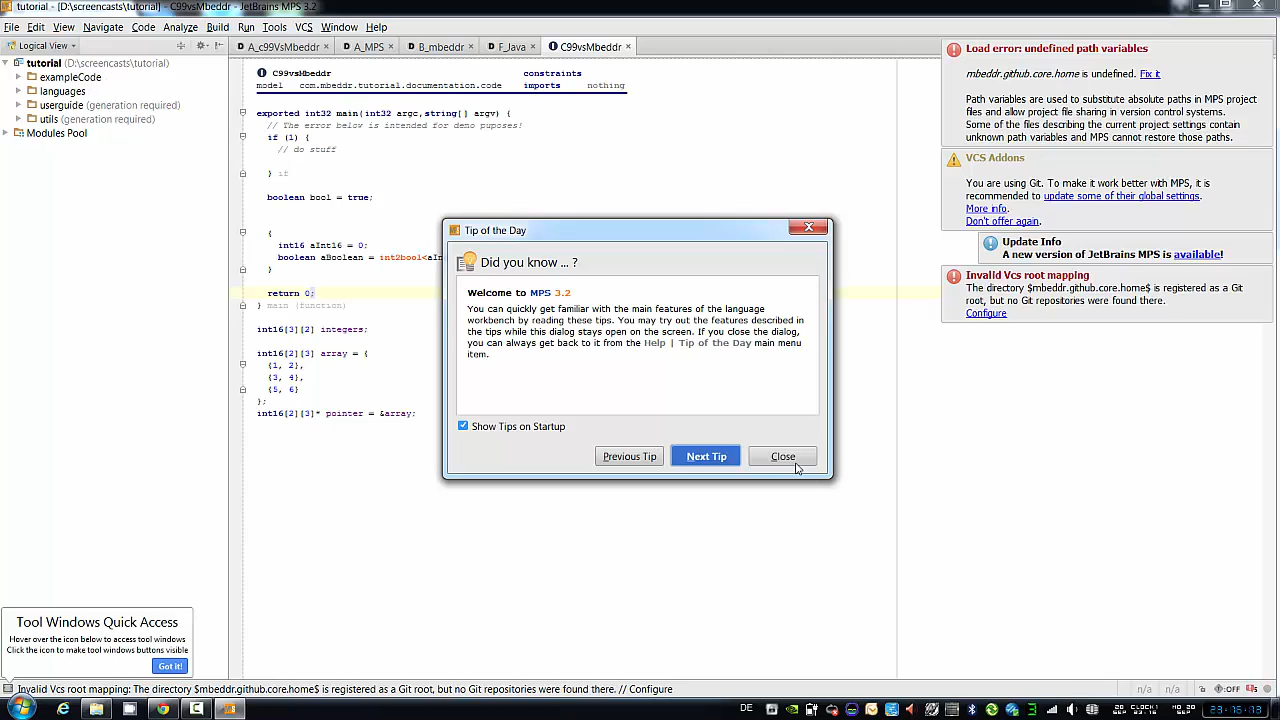 tutorial - [D:\screencasts\tutorial] - C99vsMbeddr - JetBrains MPS 3.2
File Edit View Navigate Code Analyze Build Run Tools VCS Window Help
Logical View
A_c99VsMbeddr
A_MPS
B_mbeddr
F_Java
C99vsMbeddr
tutorial
exampleCode
languages
userguide (generation required)
utils (generation required)
Modules Pool
C99vsMbeddr constraints
model com.mbeddr.tutorial.documentation.code imports nothing
exported int32 main(int32 argc, string[] argv) {
// The error below is intended for demo puposes!
if (1) {
// do stuff
} if
boolean bool = true;
{
int16 aInt16 = 0;
boolean aBoolean = int2bool<aIn
}
return 0;
} main (function)
int16[3][2] integers;
int16[2][3] array = {
{1, 2},
{3, 4},
{5, 6}
};
int16[2][3]* pointer = &array;
Tip of the Day
Did you know ... ?
Welcome to MPS 3.2
You can quickly get familiar with the main features of the language
workbench by reading these tips. You may try out the features described in
the tips while this dialog stays open on the screen. If you close the dialog,
you can always get back to it from the Help | Tip of the Day main menu
item.
Show Tips on Startup
Previous Tip
Next Tip
Close
Load error: undefined path variables
mbeddr.github.core.home is undefined. Fix it
Path variables are used to substitute absolute paths in MPS project
files and allow project file sharing in version control systems.
Some of the files describing the current project settings contain
unknown path variables and MPS cannot restore those paths.
VCS Addons
You are using Git. To make it work better with MPS, it is
recommended to update some of their global settings.
More info.
Don't offer again.
Update Info
A new version of JetBrains MPS is available!
Invalid Vcs root mapping
The directory $mbeddr.github.core.home$ is registered as a Git
root, but no Git repositories were found there.
Configure
Tool Windows Quick Access
Hover over the icon below to access tool windows
Click the icon to make tool windows buttons visible
Got it!
Invalid Vcs root mapping: The directory $mbeddr.github.core.home$ is registered as a Git root, but no Git repositories were found there. // Configure
n/a
n/a
:OFF
DE